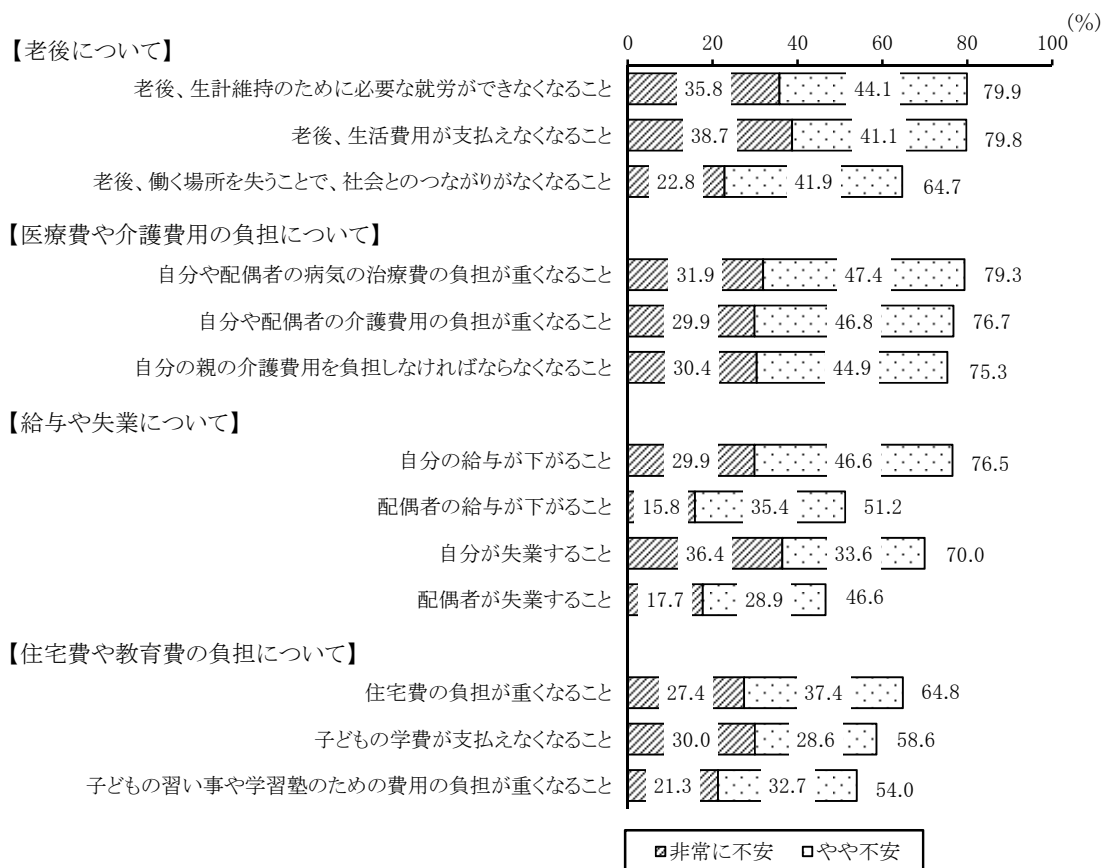 (%)
【老後について】
0 20 40 60 80 100
老後、生計維持のために必要な就労ができなくなること 35.8 44.1 79.9
老後、生活費用が支払えなくなること 38.7 41.1 79.8
老後、働く場所を失うことで、社会とのつながりがなくなること 22.8 41.9 64.7
【医療費や介護費用の負担について】
自分や配偶者の病気の治療費の負担が重くなること 31.9 47.4 79.3
自分や配偶者の介護費用の負担が重くなること 29.9 46.8 76.7
自分の親の介護費用を負担しなければならなくなること 30.4 44.9 75.3
【給与や失業について】
自分の給与が下がること 29.9 46.6 76.5
配偶者の給与が下がること 15.8 35.4 51.2
自分が失業すること 36.4 33.6 70.0
配偶者が失業すること 17.7 28.9 46.6
【住宅費や教育費の負担について】
住宅費の負担が重くなること 27.4 37.4 64.8
子どもの学費が支払えなくなること 30.0 28.6 58.6
子どもの習い事や学習塾のための費用の負担が重くなること 21.3 32.7 54.0
非常に不安 やや不安